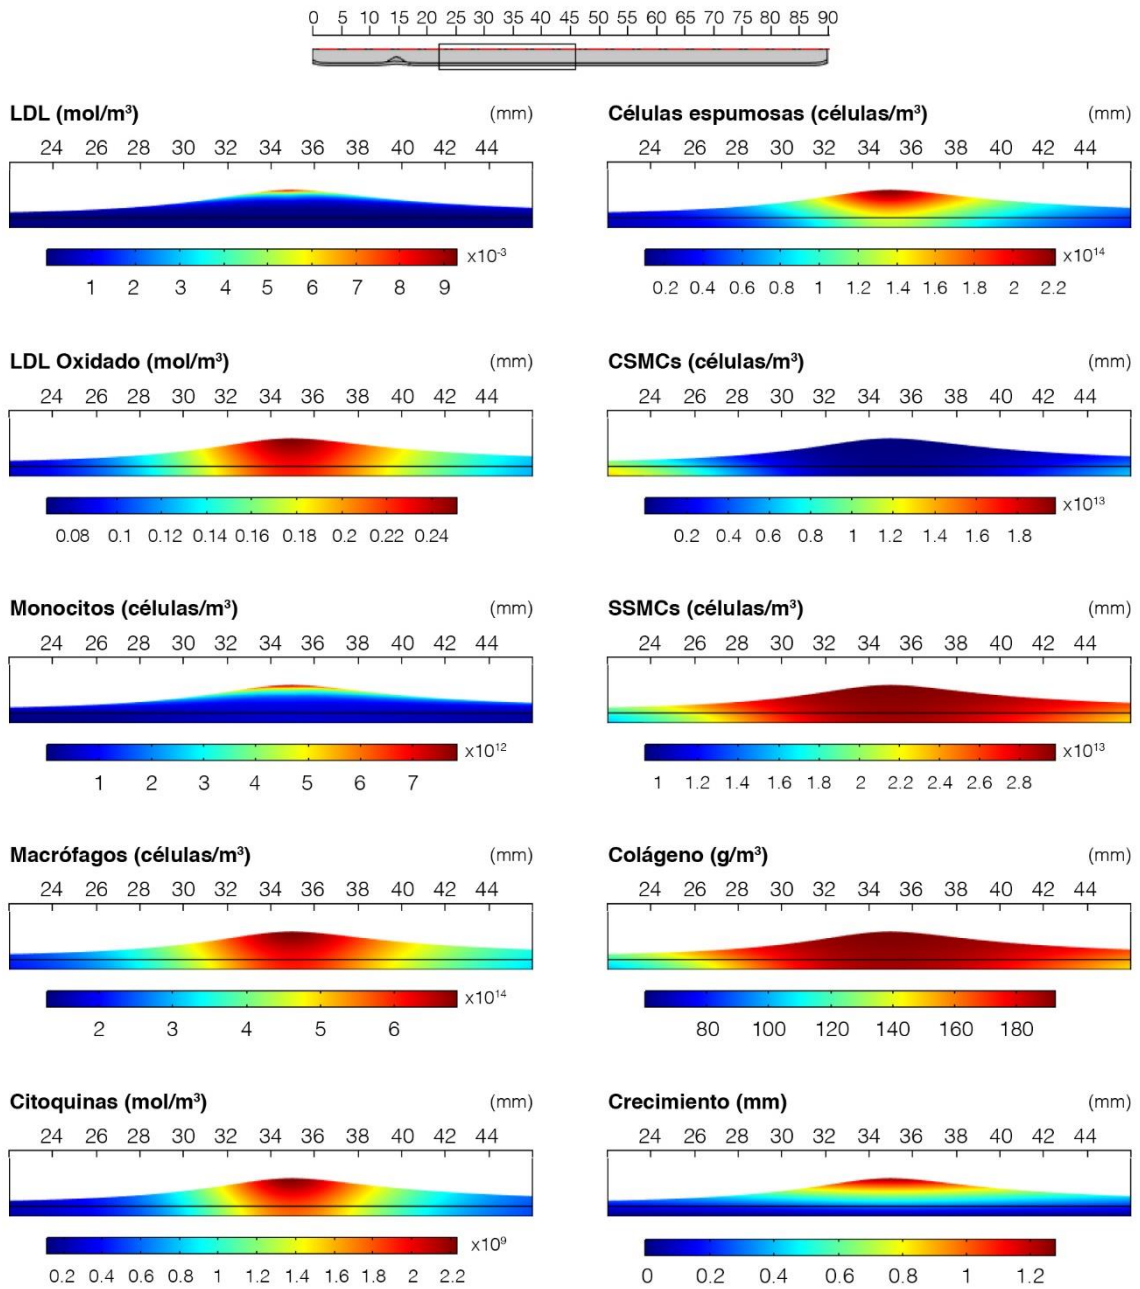 0 5 10 15 20 25 30 35 40 45 50 55 60 65 70 75 80 85 90
LDL (mol/m³) (mm)
24 26 28 30 32 34 36 38 40 42 44
x10⁻³
1 2 3 4 5 6 7 8 9
Células espumosas (células/m³) (mm)
24 26 28 30 32 34 36 38 40 42 44
x10¹⁴
0.2 0.4 0.6 0.8 1 1.2 1.4 1.6 1.8 2 2.2
LDL Oxidado (mol/m³) (mm)
24 26 28 30 32 34 36 38 40 42 44
0.08 0.1 0.12 0.14 0.16 0.18 0.2 0.22 0.24
CSMCs (células/m³) (mm)
24 26 28 30 32 34 36 38 40 42 44
x10¹³
0.2 0.4 0.6 0.8 1 1.2 1.4 1.6 1.8
Monocitos (células/m³) (mm)
24 26 28 30 32 34 36 38 40 42 44
x10¹²
1 2 3 4 5 6 7
SSMCs (células/m³) (mm)
24 26 28 30 32 34 36 38 40 42 44
x10¹³
1 1.2 1.4 1.6 1.8 2 2.2 2.4 2.6 2.8
Macrófagos (células/m³) (mm)
24 26 28 30 32 34 36 38 40 42 44
x10¹⁴
2 3 4 5 6
Colágeno (g/m³) (mm)
24 26 28 30 32 34 36 38 40 42 44
80 100 120 140 160 180
Citoquinas (mol/m³) (mm)
24 26 28 30 32 34 36 38 40 42 44
x10⁹
0.2 0.4 0.6 0.8 1 1.2 1.4 1.6 1.8 2 2.2
Crecimiento (mm) (mm)
24 26 28 30 32 34 36 38 40 42 44
0 0.2 0.4 0.6 0.8 1 1.2